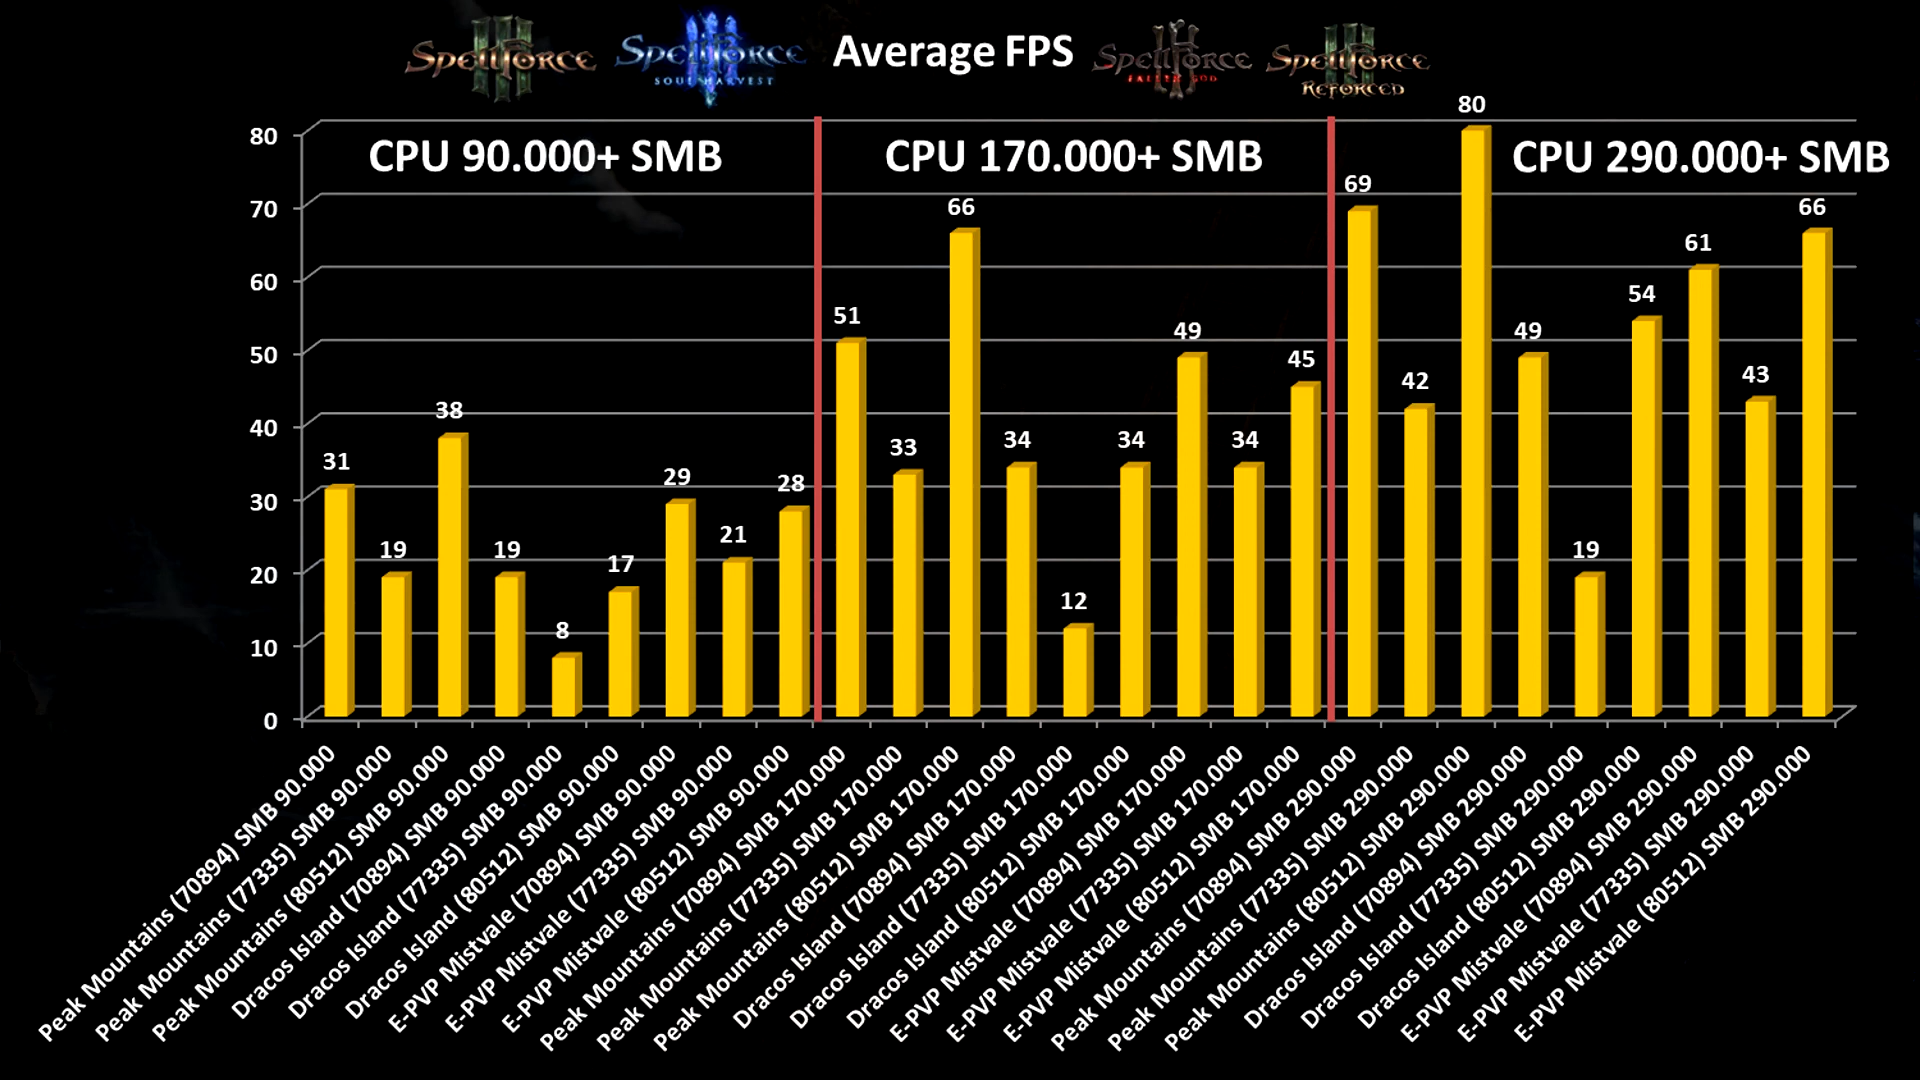 SPELLFORCE
SPELLFORCE
SOUL HARVEST
Average FPS
SPELLFORCE
FALLEN GOD
SPELLFORCE
REFORCED
CPU 90.000+ SMB
CPU 170.000+ SMB
CPU 290.000+ SMB
80
70
60
50
40
30
20
10
0
31
19
38
19
8
17
29
21
28
51
33
66
34
12
34
49
34
45
69
42
80
49
19
54
61
43
66
Peak Mountains (70894) SMB 90.000
Peak Mountains (77335) SMB 90.000
Peak Mountains (80512) SMB 90.000
Dracos Island (70894) SMB 90.000
Dracos Island (77335) SMB 90.000
Dracos Island (80512) SMB 90.000
E-PVP Mistvale (70894) SMB 90.000
E-PVP Mistvale (77335) SMB 90.000
E-PVP Mistvale (80512) SMB 90.000
Peak Mountains (70894) SMB 170.000
Peak Mountains (77335) SMB 170.000
Peak Mountains (80512) SMB 170.000
Dracos Island (70894) SMB 170.000
Dracos Island (77335) SMB 170.000
Dracos Island (80512) SMB 170.000
E-PVP Mistvale (70894) SMB 170.000
E-PVP Mistvale (77335) SMB 170.000
E-PVP Mistvale (80512) SMB 170.000
Peak Mountains (70894) SMB 290.000
Peak Mountains (77335) SMB 290.000
Peak Mountains (80512) SMB 290.000
Dracos Island (70894) SMB 290.000
Dracos Island (77335) SMB 290.000
Dracos Island (80512) SMB 290.000
E-PVP Mistvale (70894) SMB 290.000
E-PVP Mistvale (77335) SMB 290.000
E-PVP Mistvale (80512) SMB 290.000